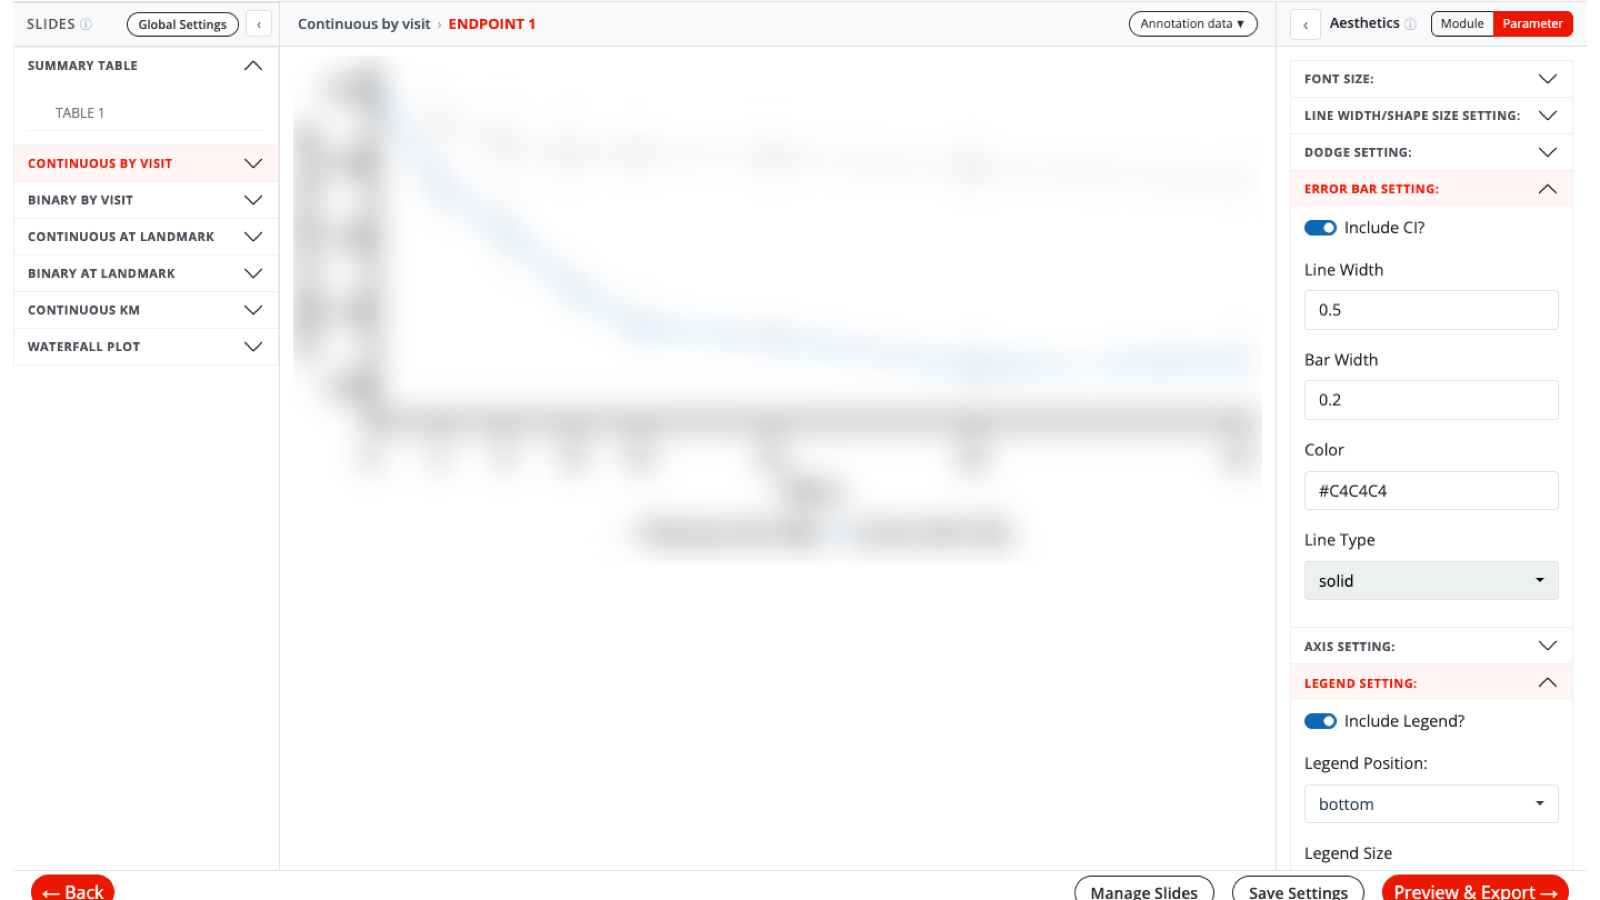 SLIDES
Global Settings
‹
SUMMARY TABLE
TABLE 1
CONTINUOUS BY VISIT
BINARY BY VISIT
CONTINUOUS AT LANDMARK
BINARY AT LANDMARK
CONTINUOUS KM
WATERFALL PLOT
Continuous by visit › ENDPOINT 1
Annotation data ▾
‹
Aesthetics
Module
Parameter
FONT SIZE:
LINE WIDTH/SHAPE SIZE SETTING:
DODGE SETTING:
ERROR BAR SETTING:
Include CI?
Line Width
0.5
Bar Width
0.2
Color
#C4C4C4
Line Type
solid
AXIS SETTING:
LEGEND SETTING:
Include Legend?
Legend Position:
bottom
Legend Size
← Back
Manage Slides
Save Settings
Preview & Export →